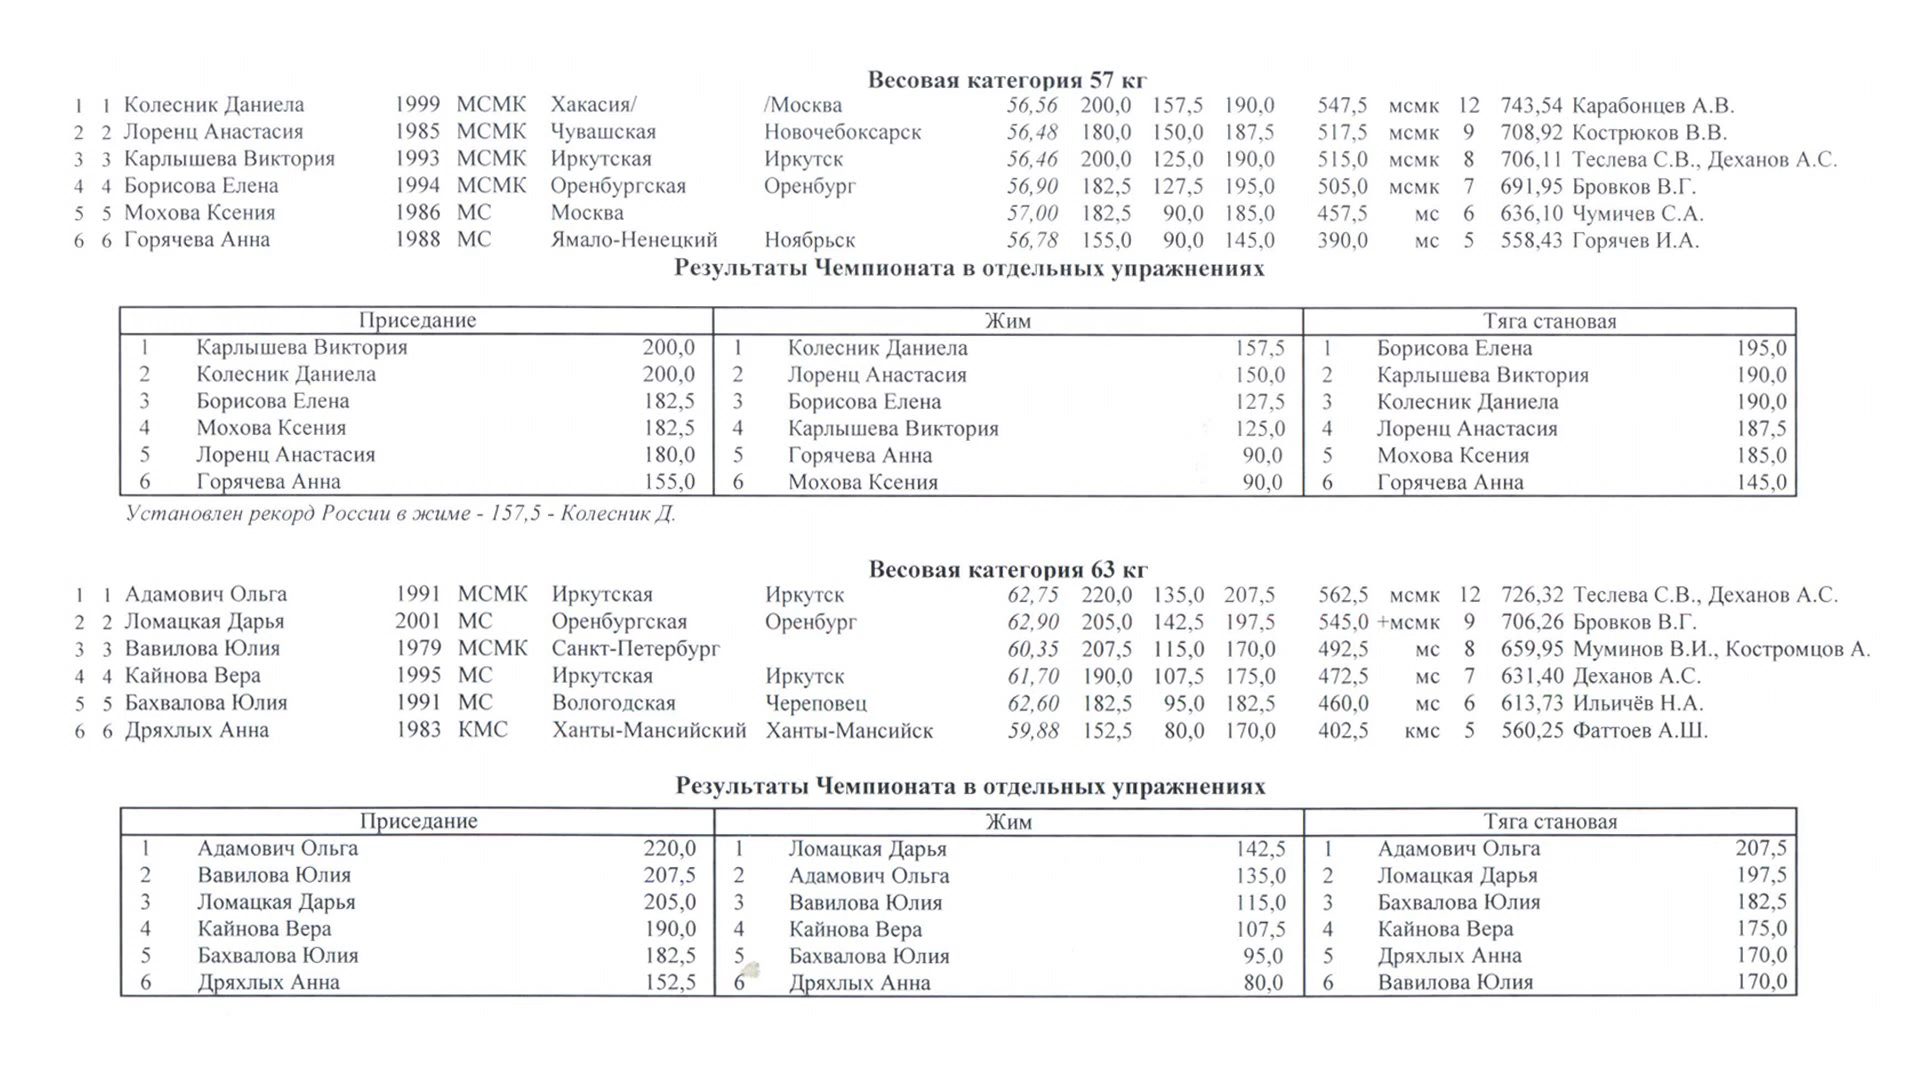 Весовая категория 57 кг
1 1 Колесник Даниела 1999 МСМК Хакасия/ /Москва 56,56 200,0 157,5 190,0 547,5 мсмк 12 743,54 Карабонцев А.В.
2 2 Лоренц Анастасия 1985 МСМК Чувашская Новочебоксарск 56,48 180,0 150,0 187,5 517,5 мсмк 9 708,92 Кострюков В.В.
3 3 Карлышева Виктория 1993 МСМК Иркутская Иркутск 56,46 200,0 125,0 190,0 515,0 мсмк 8 706,11 Теслева С.В., Деханов А.С.
4 4 Борисова Елена 1994 МСМК Оренбургская Оренбург 56,90 182,5 127,5 195,0 505,0 мсмк 7 691,95 Бровков В.Г.
5 5 Мохова Ксения 1986 МС Москва 57,00 182,5 90,0 185,0 457,5 мс 6 636,10 Чумичев С.А.
6 6 Горячева Анна 1988 МС Ямало-Ненецкий Ноябрьск 56,78 155,0 90,0 145,0 390,0 мс 5 558,43 Горячев И.А.
Результаты Чемпионата в отдельных упражнениях
Приседание Жим Тяга становая
1 Карлышева Виктория 200,0 1 Колесник Даниела 157,5 1 Борисова Елена 195,0
2 Колесник Даниела 200,0 2 Лоренц Анастасия 150,0 2 Карлышева Виктория 190,0
3 Борисова Елена 182,5 3 Борисова Елена 127,5 3 Колесник Даниела 190,0
4 Мохова Ксения 182,5 4 Карлышева Виктория 125,0 4 Лоренц Анастасия 187,5
5 Лоренц Анастасия 180,0 5 Горячева Анна 90,0 5 Мохова Ксения 185,0
6 Горячева Анна 155,0 6 Мохова Ксения 90,0 6 Горячева Анна 145,0
Установлен рекорд России в жиме - 157,5 - Колесник Д.
Весовая категория 63 кг
1 1 Адамович Ольга 1991 МСМК Иркутская Иркутск 62,75 220,0 135,0 207,5 562,5 мсмк 12 726,32 Теслева С.В., Деханов А.С.
2 2 Ломацкая Дарья 2001 МС Оренбургская Оренбург 62,90 205,0 142,5 197,5 545,0 +мсмк 9 706,26 Бровков В.Г.
3 3 Вавилова Юлия 1979 МСМК Санкт-Петербург 60,35 207,5 115,0 170,0 492,5 мс 8 659,95 Муминов В.И., Костромцов А.
4 4 Кайнова Вера 1995 МС Иркутская Иркутск 61,70 190,0 107,5 175,0 472,5 мс 7 631,40 Деханов А.С.
5 5 Бахвалова Юлия 1991 МС Вологодская Череповец 62,60 182,5 95,0 182,5 460,0 мс 6 613,73 Ильичёв Н.А.
6 6 Дряхлых Анна 1983 КМС Ханты-Мансийский Ханты-Мансийск 59,88 152,5 80,0 170,0 402,5 кмс 5 560,25 Фаттоев А.Ш.
Результаты Чемпионата в отдельных упражнениях
Приседание Жим Тяга становая
1 Адамович Ольга 220,0 1 Ломацкая Дарья 142,5 1 Адамович Ольга 207,5
2 Вавилова Юлия 207,5 2 Адамович Ольга 135,0 2 Ломацкая Дарья 197,5
3 Ломацкая Дарья 205,0 3 Вавилова Юлия 115,0 3 Бахвалова Юлия 182,5
4 Кайнова Вера 190,0 4 Кайнова Вера 107,5 4 Кайнова Вера 175,0
5 Бахвалова Юлия 182,5 5 Бахвалова Юлия 95,0 5 Дряхлых Анна 170,0
6 Дряхлых Анна 152,5 6 Дряхлых Анна 80,0 6 Вавилова Юлия 170,0